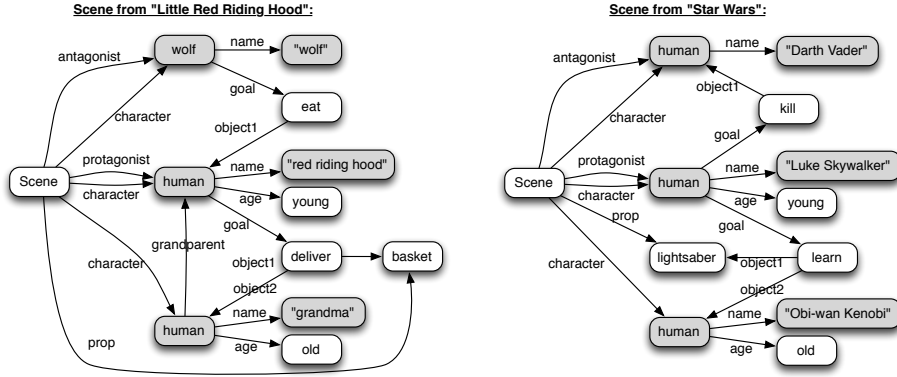 Scene from "Little Red Riding Hood":
wolf
name
"wolf"
antagonist
goal
eat
character
object1
protagonist
name
"red riding hood"
Scene
human
character
age
young
goal
grandparent
deliver
basket
character
object1
object2
name
"grandma"
human
prop
age
old
Scene from "Star Wars":
human
name
"Darth Vader"
antagonist
object1
kill
character
goal
protagonist
name
"Luke Skywalker"
Scene
human
character
age
young
prop
goal
character
lightsaber
object1
learn
object2
name
"Obi-wan Kenobi"
human
age
old